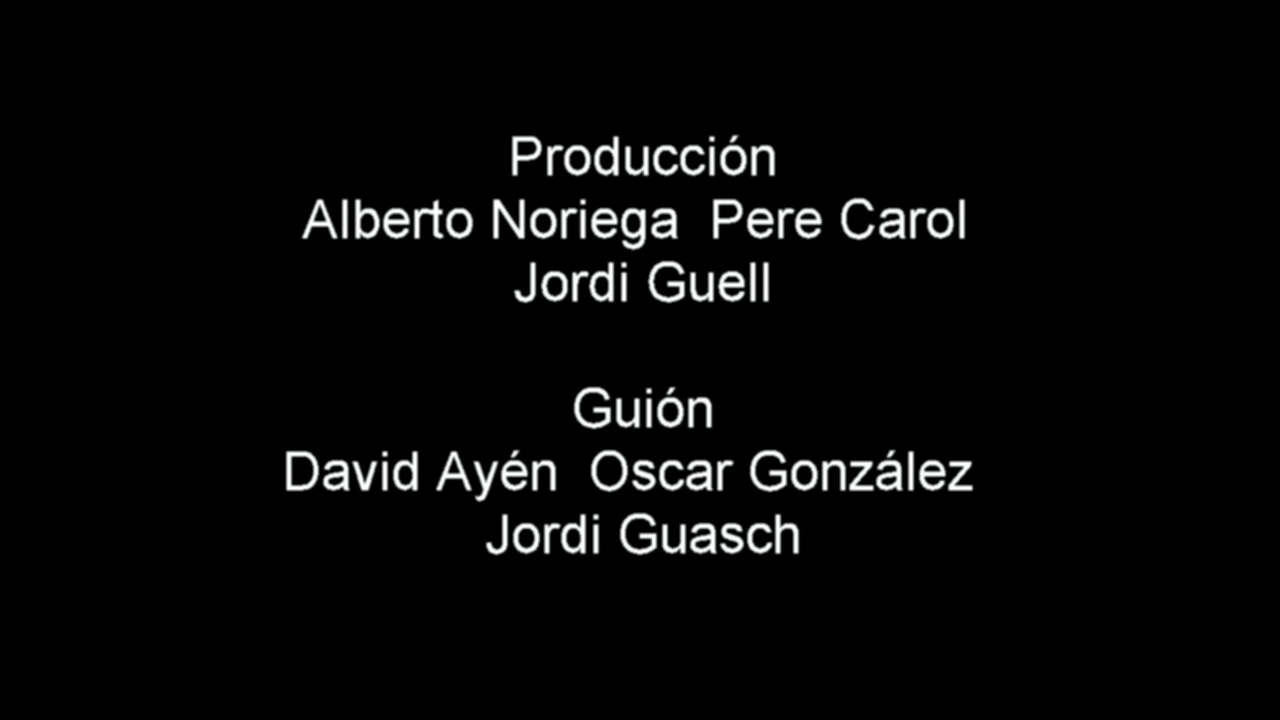 Producción
Alberto Noriega  Pere Carol
Jordi Guell
Guión
David Ayén  Oscar González
Jordi Guasch